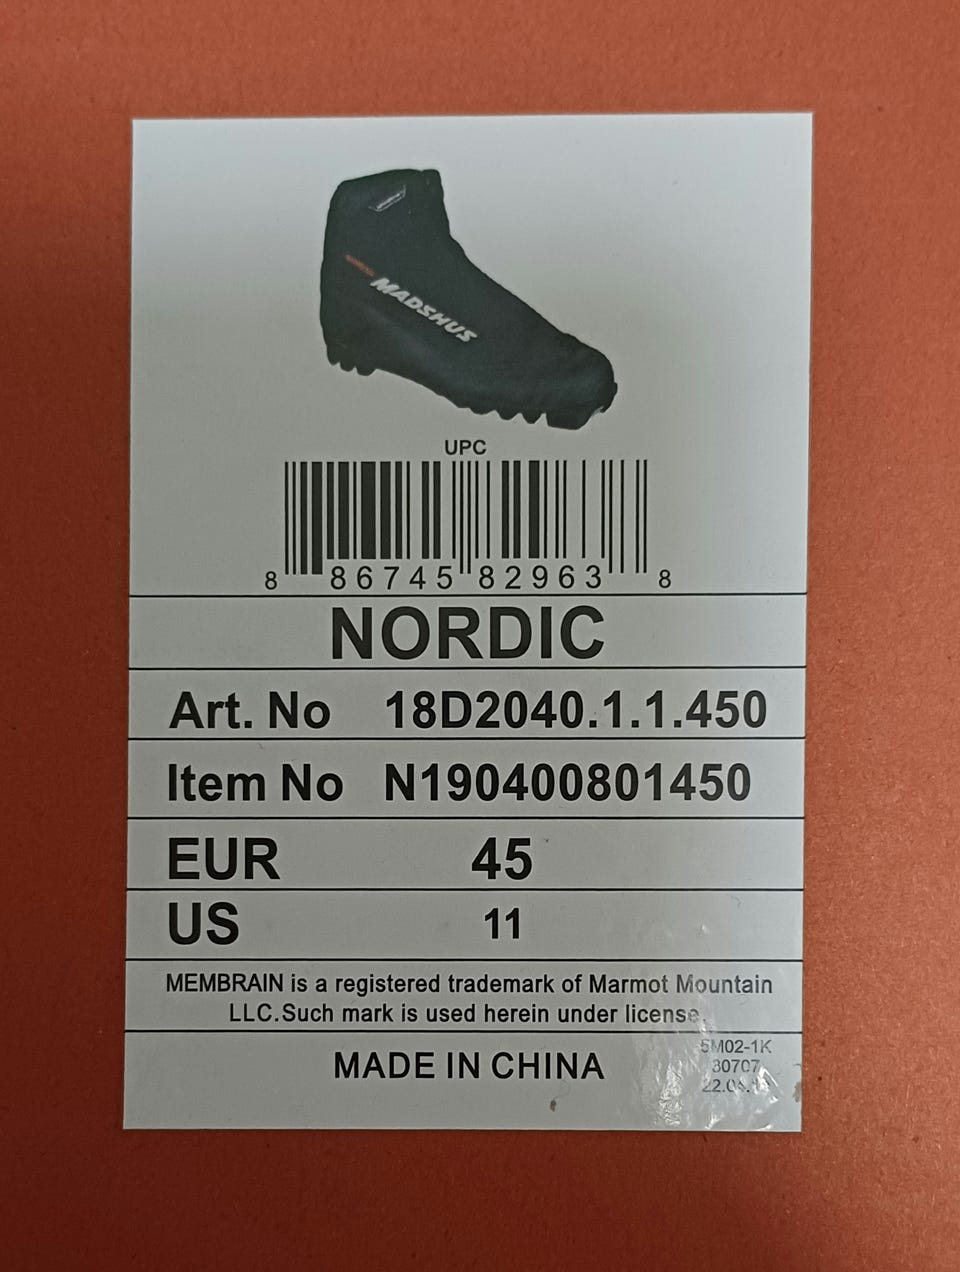 MADSHUS
UPC
8 86745 82963 8
NORDIC
Art. No 18D2040.1.1.450
Item No N190400801450
EUR 45
US 11
MEMBRAIN is a registered trademark of Marmot Mountain
LLC.Such mark is used herein under license.
MADE IN CHINA
5M02-1K
30707